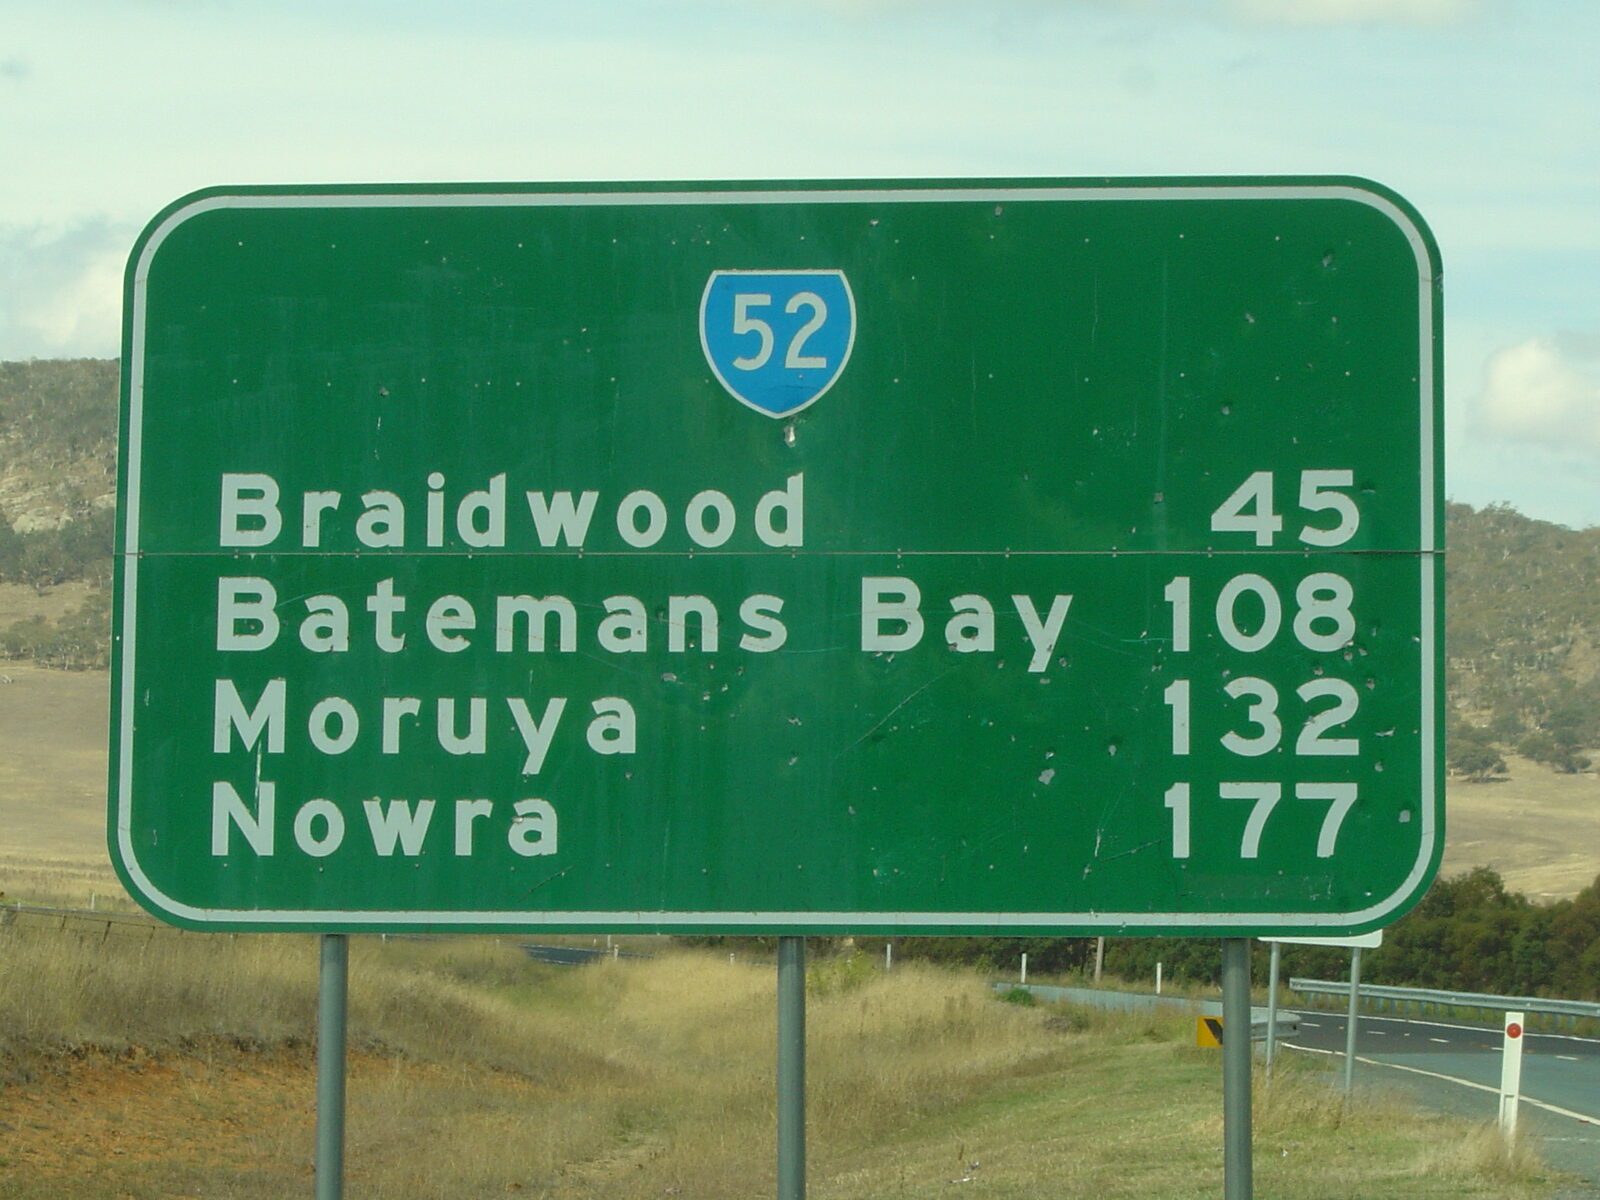 52
Braidwood 45
Batemans Bay 108
Moruya 132
Nowra 177